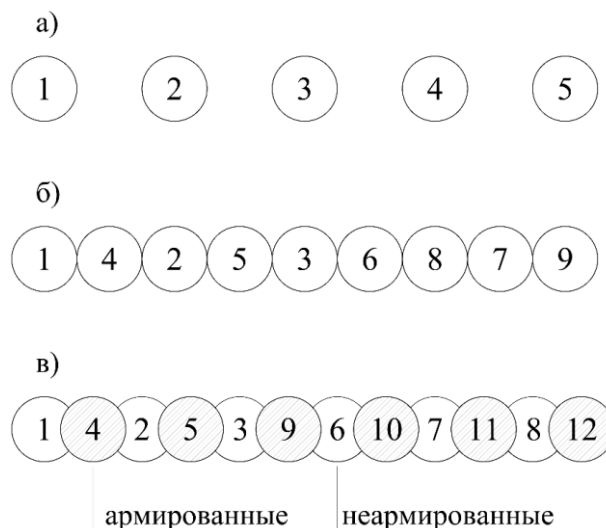 а)
1 2 3 4 5
б)
1 4 2 5 3 6 8 7 9
в)
1 4 2 5 3 9 6 10 7 11 8 12
армированные неармированные